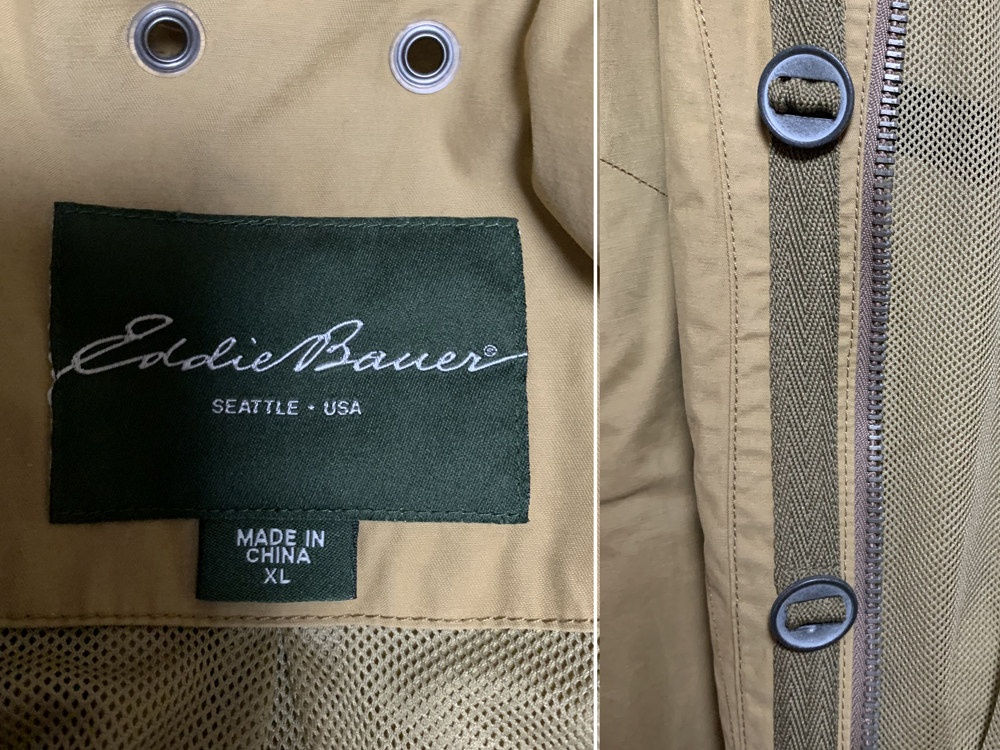 Eddie Bauer®
SEATTLE • USA
MADE IN
CHINA
XL